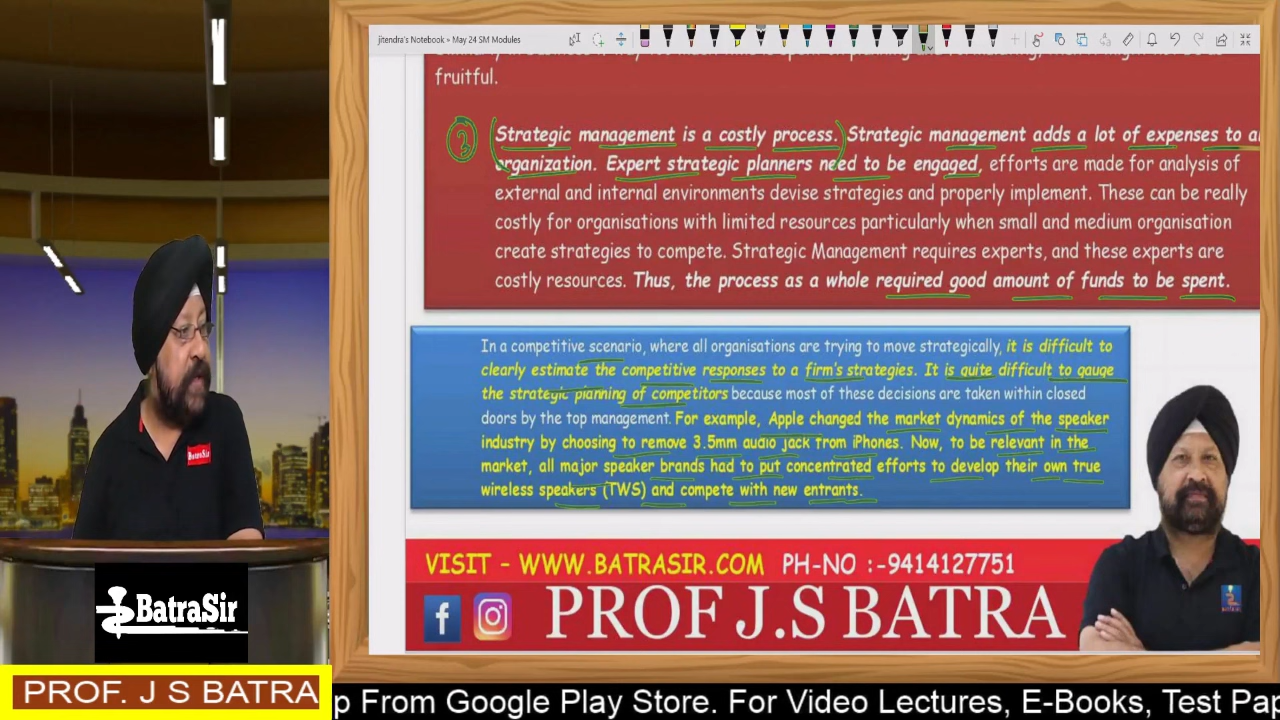 jitendra's Notebook » May 24 SM Modules
fruitful.
Strategic management is a costly process. Strategic management adds a lot of expenses to an
organization. Expert strategic planners need to be engaged, efforts are made for analysis of
external and internal environments devise strategies and properly implement. These can be really
costly for organisations with limited resources particularly when small and medium organisation
create strategies to compete. Strategic Management requires experts, and these experts are
costly resources. Thus, the process as a whole required good amount of funds to be spent.
In a competitive scenario, where all organisations are trying to move strategically, it is difficult to
clearly estimate the competitive responses to a firm's strategies. It is quite difficult to gauge
the strategic planning of competitors because most of these decisions are taken within closed
doors by the top management. For example, Apple changed the market dynamics of the speaker
industry by choosing to remove 3.5mm audio jack from iPhones. Now, to be relevant in the
market, all major speaker brands had to put concentrated efforts to develop their own true
wireless speakers (TWS) and compete with new entrants.
VISIT - WWW.BATRASIR.COM PH-NO :-9414127751
PROF J.S BATRA
BatraSir
BatraSir
PROF. J S BATRA
p From Google Play Store. For Video Lectures, E-Books, Test Pap